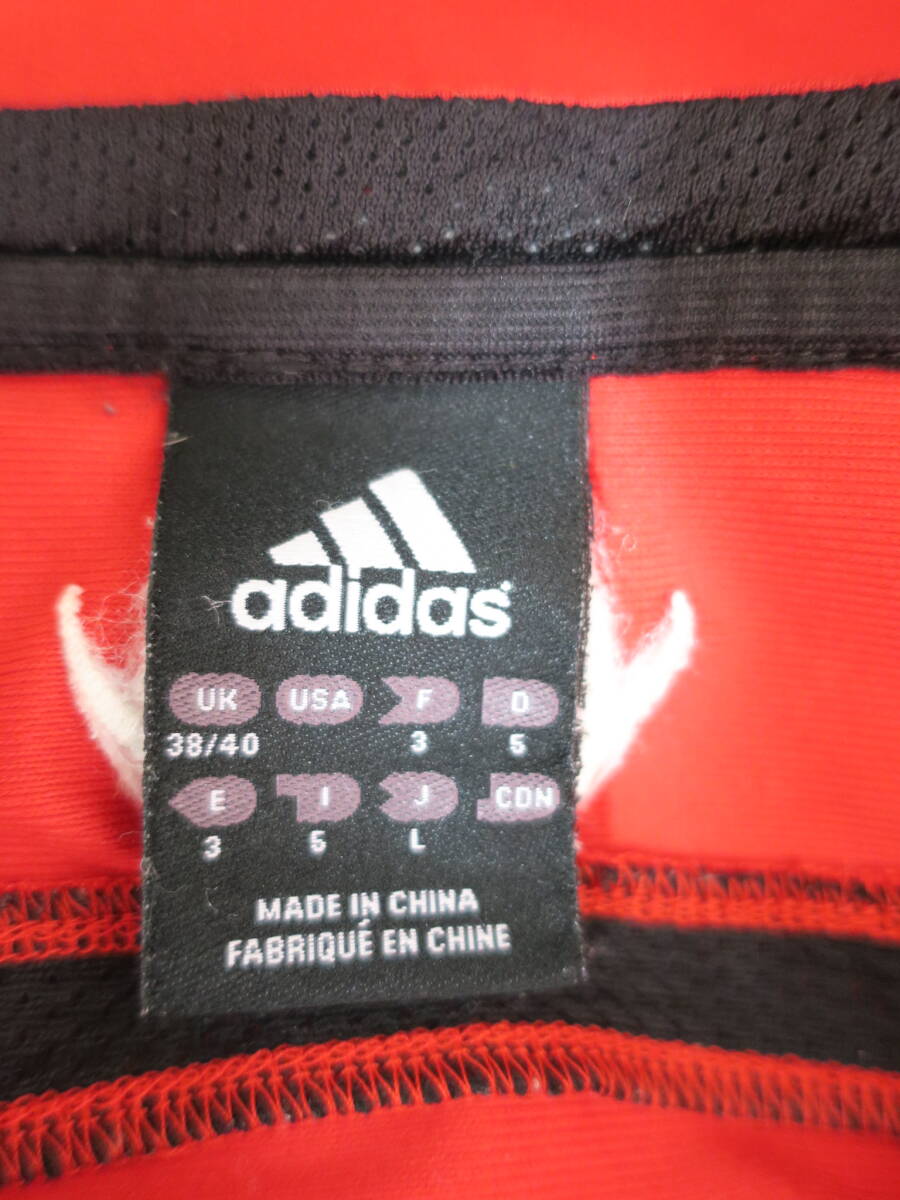 adidas
UK USA F D
38/40 3 5
E I J CDN
3 5 L
MADE IN CHINA
FABRIQUÉ EN CHINE